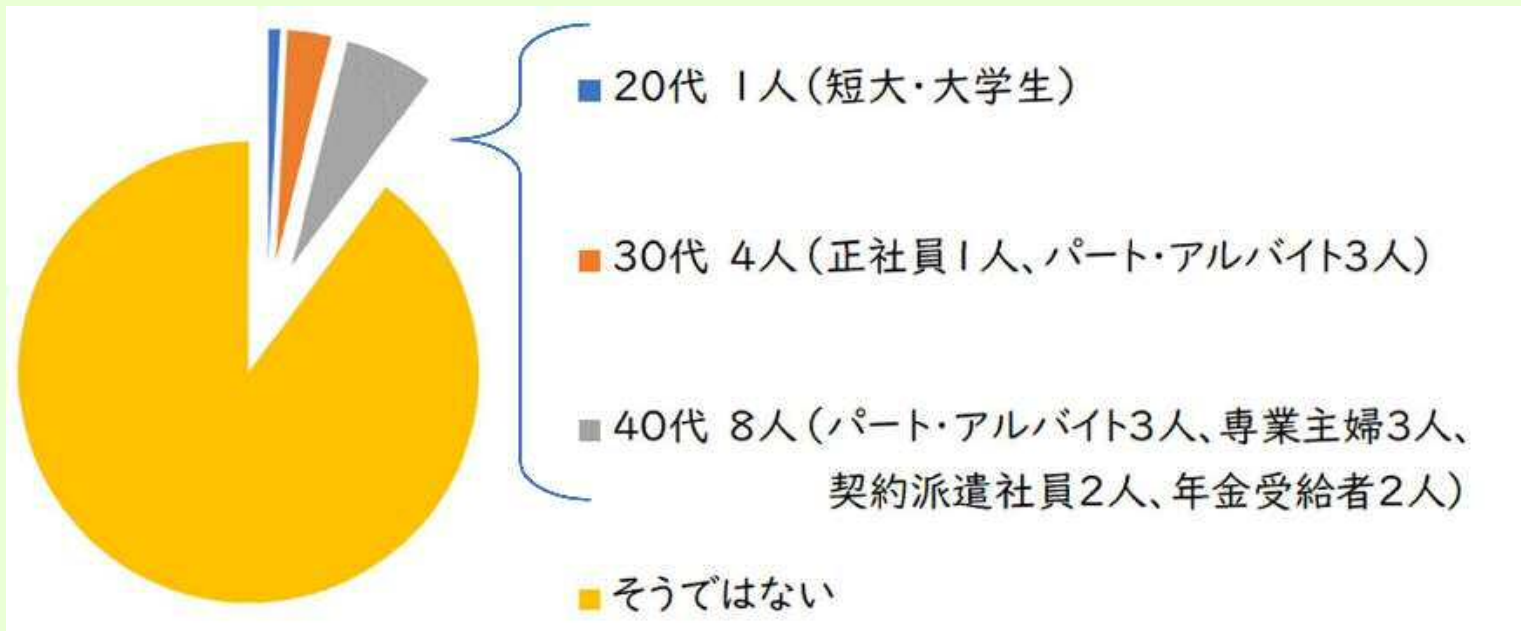 20代 1人(短大・大学生)
30代 4人(正社員1人、パート・アルバイト3人)
40代 8人(パート・アルバイト3人、専業主婦3人、
契約派遣社員2人、年金受給者2人)
そうではない